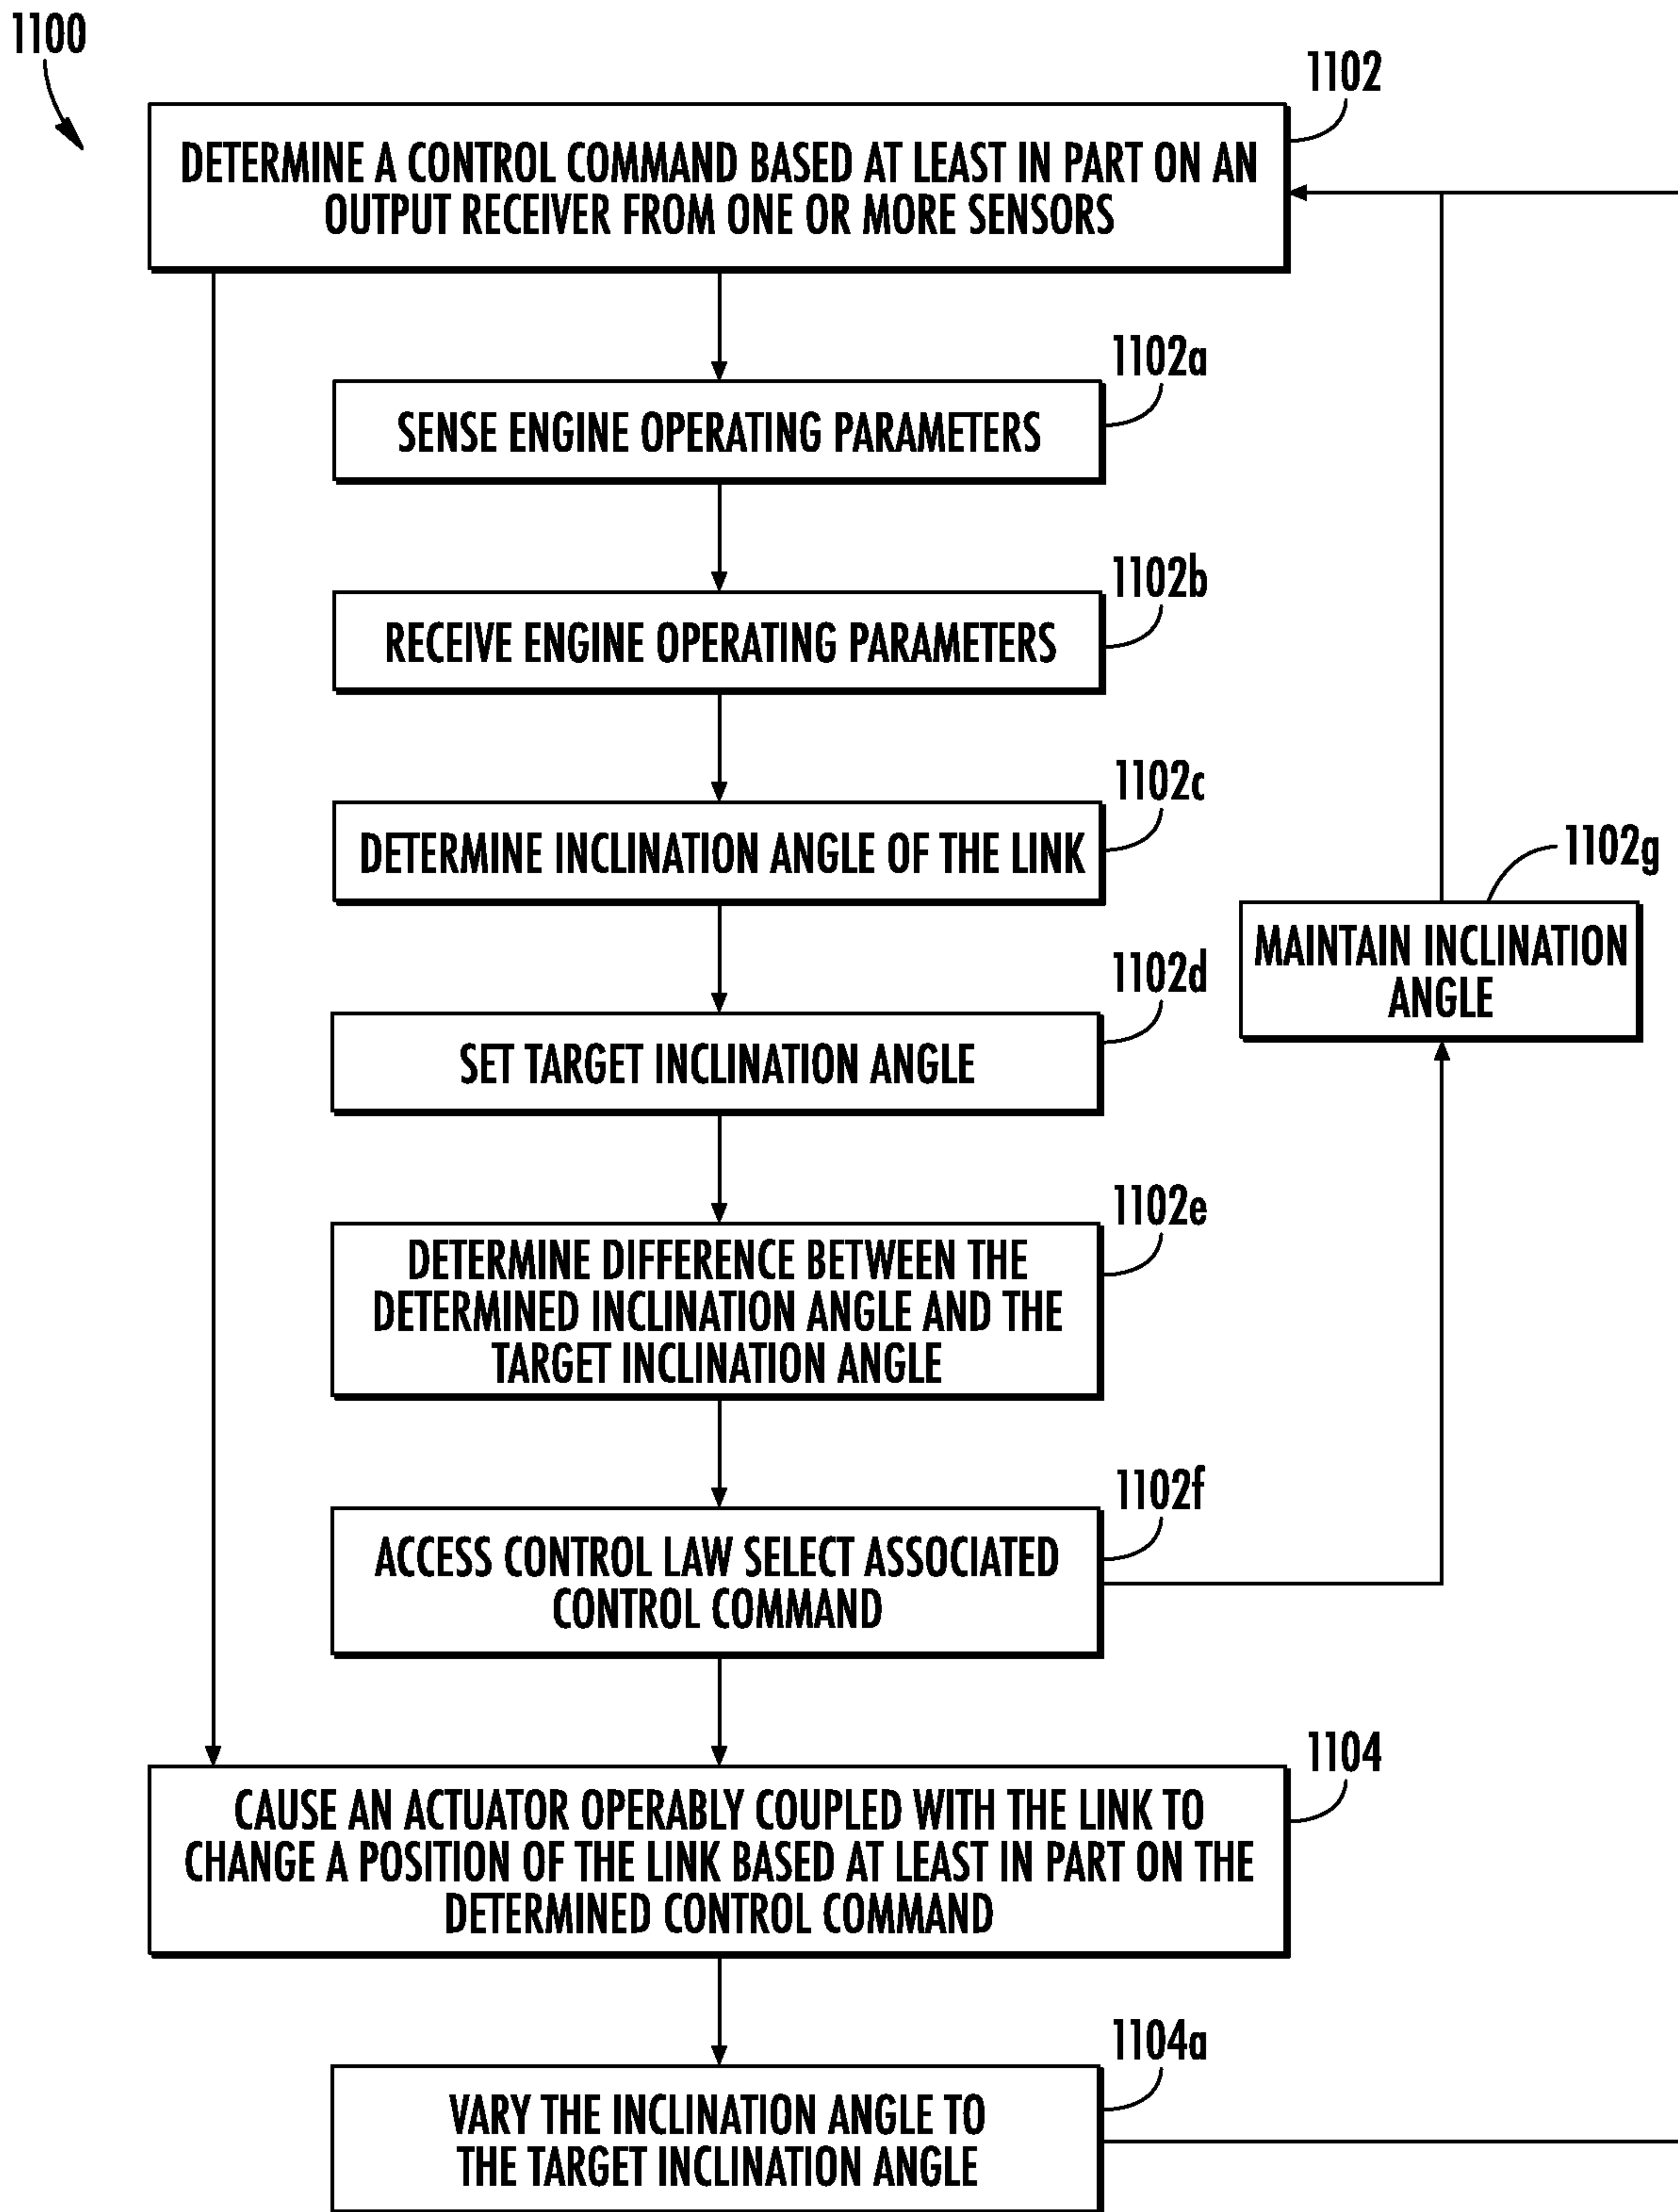 1100
1102
DETERMINE A CONTROL COMMAND BASED AT LEAST IN PART ON AN
OUTPUT RECEIVER FROM ONE OR MORE SENSORS
1102a
SENSE ENGINE OPERATING PARAMETERS
1102b
RECEIVE ENGINE OPERATING PARAMETERS
1102c
DETERMINE INCLINATION ANGLE OF THE LINK
1102g
MAINTAIN INCLINATION
ANGLE
1102d
SET TARGET INCLINATION ANGLE
1102e
DETERMINE DIFFERENCE BETWEEN THE
DETERMINED INCLINATION ANGLE AND THE
TARGET INCLINATION ANGLE
1102f
ACCESS CONTROL LAW SELECT ASSOCIATED
CONTROL COMMAND
1104
CAUSE AN ACTUATOR OPERABLY COUPLED WITH THE LINK TO
CHANGE A POSITION OF THE LINK BASED AT LEAST IN PART ON THE
DETERMINED CONTROL COMMAND
1104a
VARY THE INCLINATION ANGLE TO
THE TARGET INCLINATION ANGLE